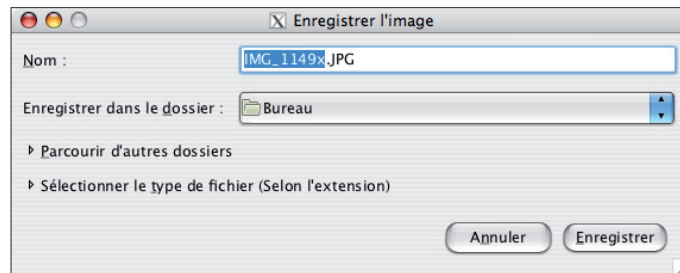 Enregistrer l'image
Nom :
IMG_1149x.JPG
Enregistrer dans le dossier :
Bureau
Parcourir d'autres dossiers
Sélectionner le type de fichier (Selon l'extension)
Annuler
Enregistrer